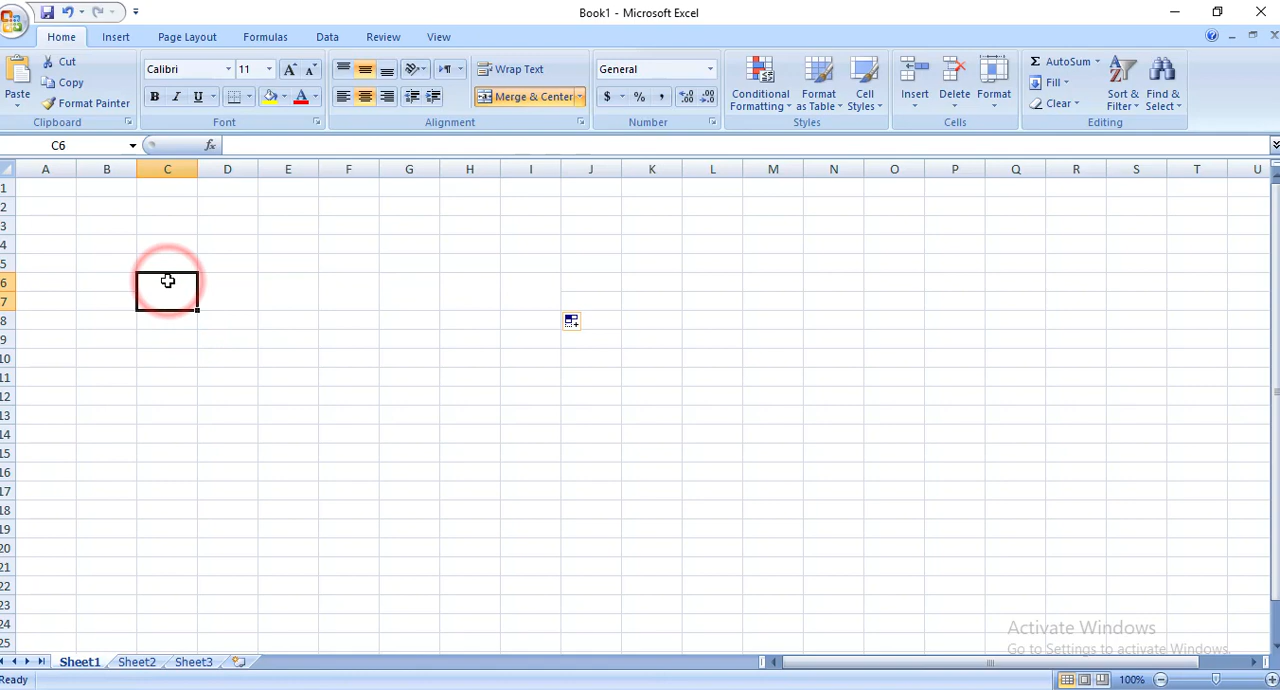 Book1 - Microsoft Excel
Home Insert Page Layout Formulas Data Review View
Cut
Copy
Format Painter
Paste
Clipboard
Calibri 11
B I U
Font
Wrap Text
Merge & Center
Alignment
General
$ % ,
Number
Conditional Formatting
Format as Table
Cell Styles
Styles
Insert Delete Format
Cells
Σ AutoSum
Fill
Clear
Sort & Filter
Find & Select
Editing
C6 fx
A B C D E F G H I J K L M N O P Q R S T U
1
2
3
4
5
6
7
8
9
10
11
12
13
14
15
16
17
18
19
20
21
22
23
24
25
Activate Windows
Go to Settings to activate Windows.
Sheet1 Sheet2 Sheet3
Ready 100%